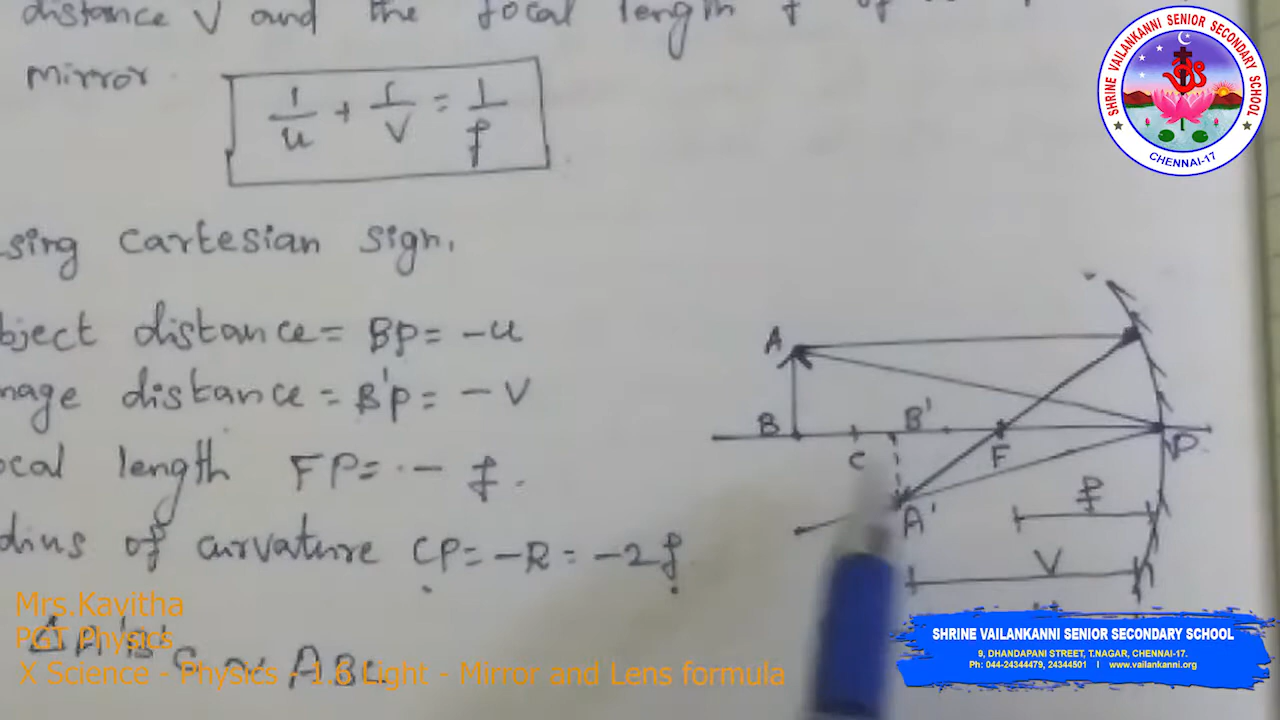 distance V and the focal length f of
mirror
1/u + 1/v = 1/f
sing cartesian sign.
bject distance = BP = -u
mage distance = B'P = - V
ocal length FP = - f.
dius of curvature CP = -R = -2f
Δ A'B'C ~ ABC
A
B
C
B'
F
P
A'
f
V
Mrs.Kavitha
PGT Physics
X Science - Physics - 1.6 Light - Mirror and Lens formula
SHRINE VAILANKANNI SENIOR SECONDARY SCHOOL
CHENNAI-17
SHRINE VAILANKANNI SENIOR SECONDARY SCHOOL
9, DHANDAPANI STREET, T.NAGAR, CHENNAI-17.
Ph: 044-24344479, 24344501 I www.vailankanni.org